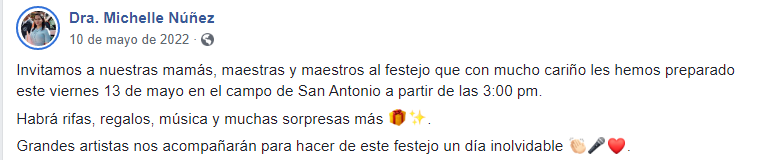 Dra. Michelle Núñez
10 de mayo de 2022 ·
Invitamos a nuestras mamás, maestras y maestros al festejo que con mucho cariño les hemos preparado
este viernes 13 de mayo en el campo de San Antonio a partir de las 3:00 pm.
Habrá rifas, regalos, música y muchas sorpresas más 🎁✨.
Grandes artistas nos acompañarán para hacer de este festejo un día inolvidable 👏🏻🎤♥️.